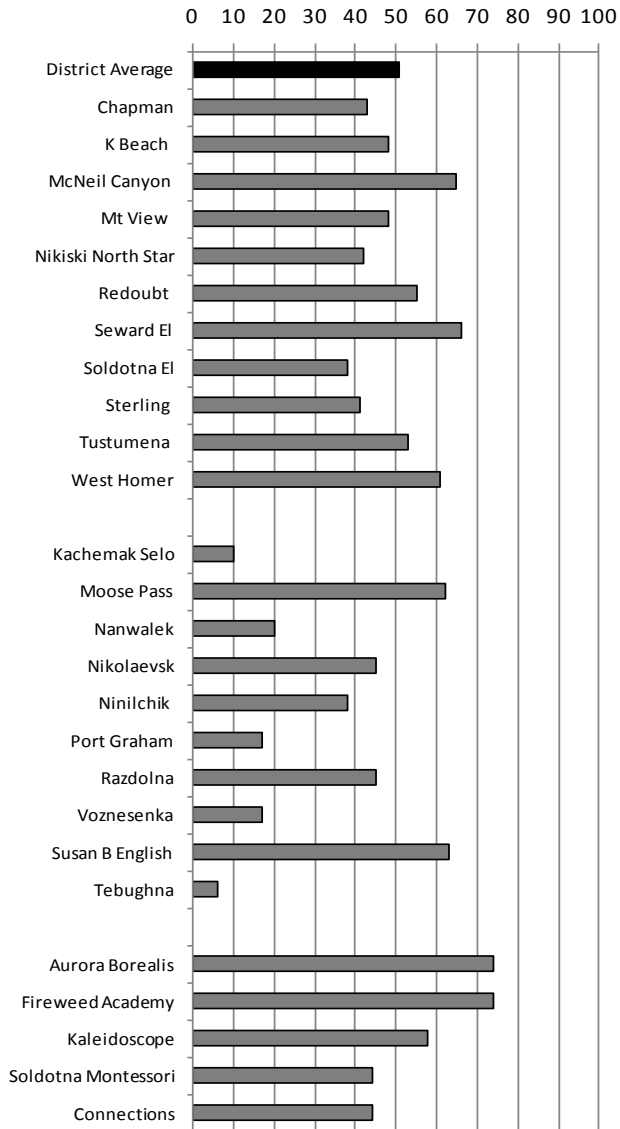 0 10 20 30 40 50 60 70 80 90 100
District Average
Chapman
K Beach
McNeil Canyon
Mt View
Nikiski North Star
Redoubt
Seward El
Soldotna El
Sterling
Tustumena
West Homer
Kachemak Selo
Moose Pass
Nanwalek
Nikolaevsk
Ninilchik
Port Graham
Razdolna
Voznesenka
Susan B English
Tebughna
Aurora Borealis
Fireweed Academy
Kaleidoscope
Soldotna Montessori
Connections